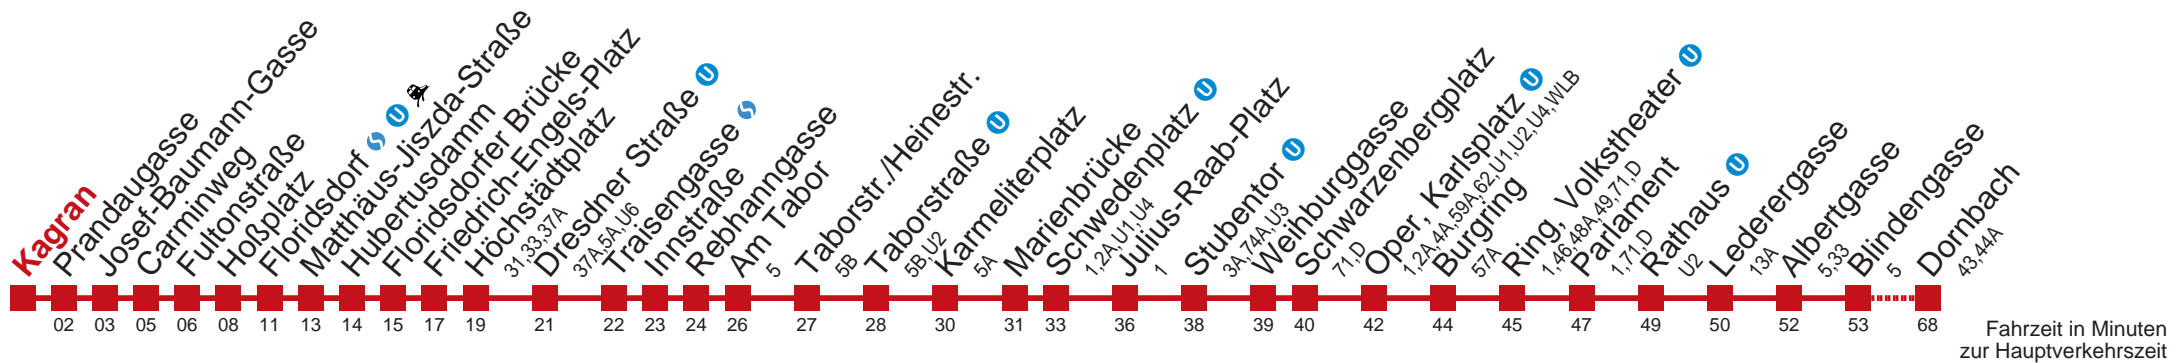 Kagran
Prandaugasse
Josef-Baumann-Gasse
Carminweg
Fultonstraße
Hoßplatz
Floridsdorf S U
Matthäus-Jiszda-Straße
Hubertusdamm
Floridsdorfer Brücke
Friedrich-Engels-Platz
Höchstädtplatz
31,33,37A
Dresdner Straße U
37A,5A,U6
Traisengasse S
Innstraße
Rebhanngasse
Am Tabor
5
Taborstr./Heinestr.
5B
Taborstraße U
5B,U2
Karmeliterplatz
5A
Marienbrücke
Schwedenplatz U
1,2A,U1,U4
Julius-Raab-Platz
1
Stubentor U
3A,74A,U3
Weihburggasse
Schwarzenbergplatz
71,D
Oper, Karlsplatz U
1,2A,4A,59A,62,U1,U2,U4,WLB
Burgring
57A
Ring, Volkstheater U
1,46,48A,49,71,D
Parlament
1,71,D
Rathaus U
U2
Lederergasse
13A
Albertgasse
5,33
Blindengasse
5
Dornbach
43,44A
02 03 05 06 08 11 13 14 15 17 19 21 22 23 24 26 27 28 30 31 33 36 38 39 40 42 44 45 47 49 50 52 53 68
Fahrzeit in Minuten
zur Hauptverkehrszeit